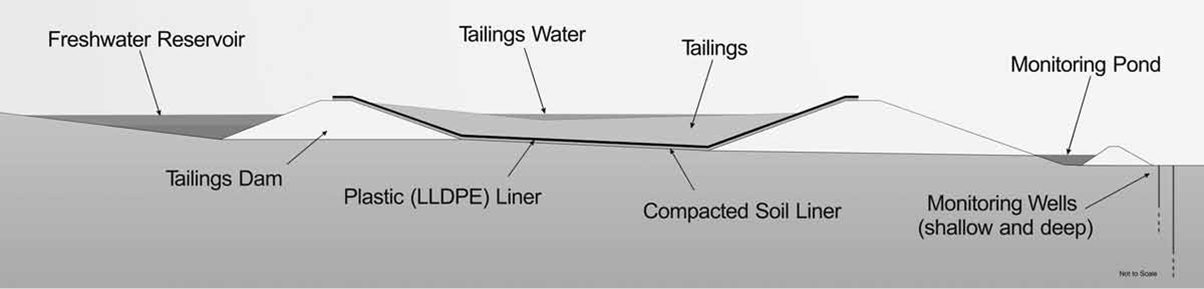 Freshwater Reservoir
Tailings Water
Tailings
Monitoring Pond
Tailings Dam
Plastic (LLDPE) Liner
Compacted Soil Liner
Monitoring Wells
(shallow and deep)
Not to Scale